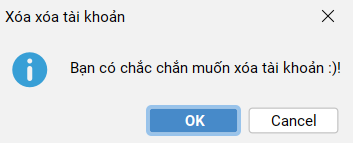 Xóa xóa tài khoản
Bạn có chắc chắn muốn xóa tài khoản :)!
OK
Cancel